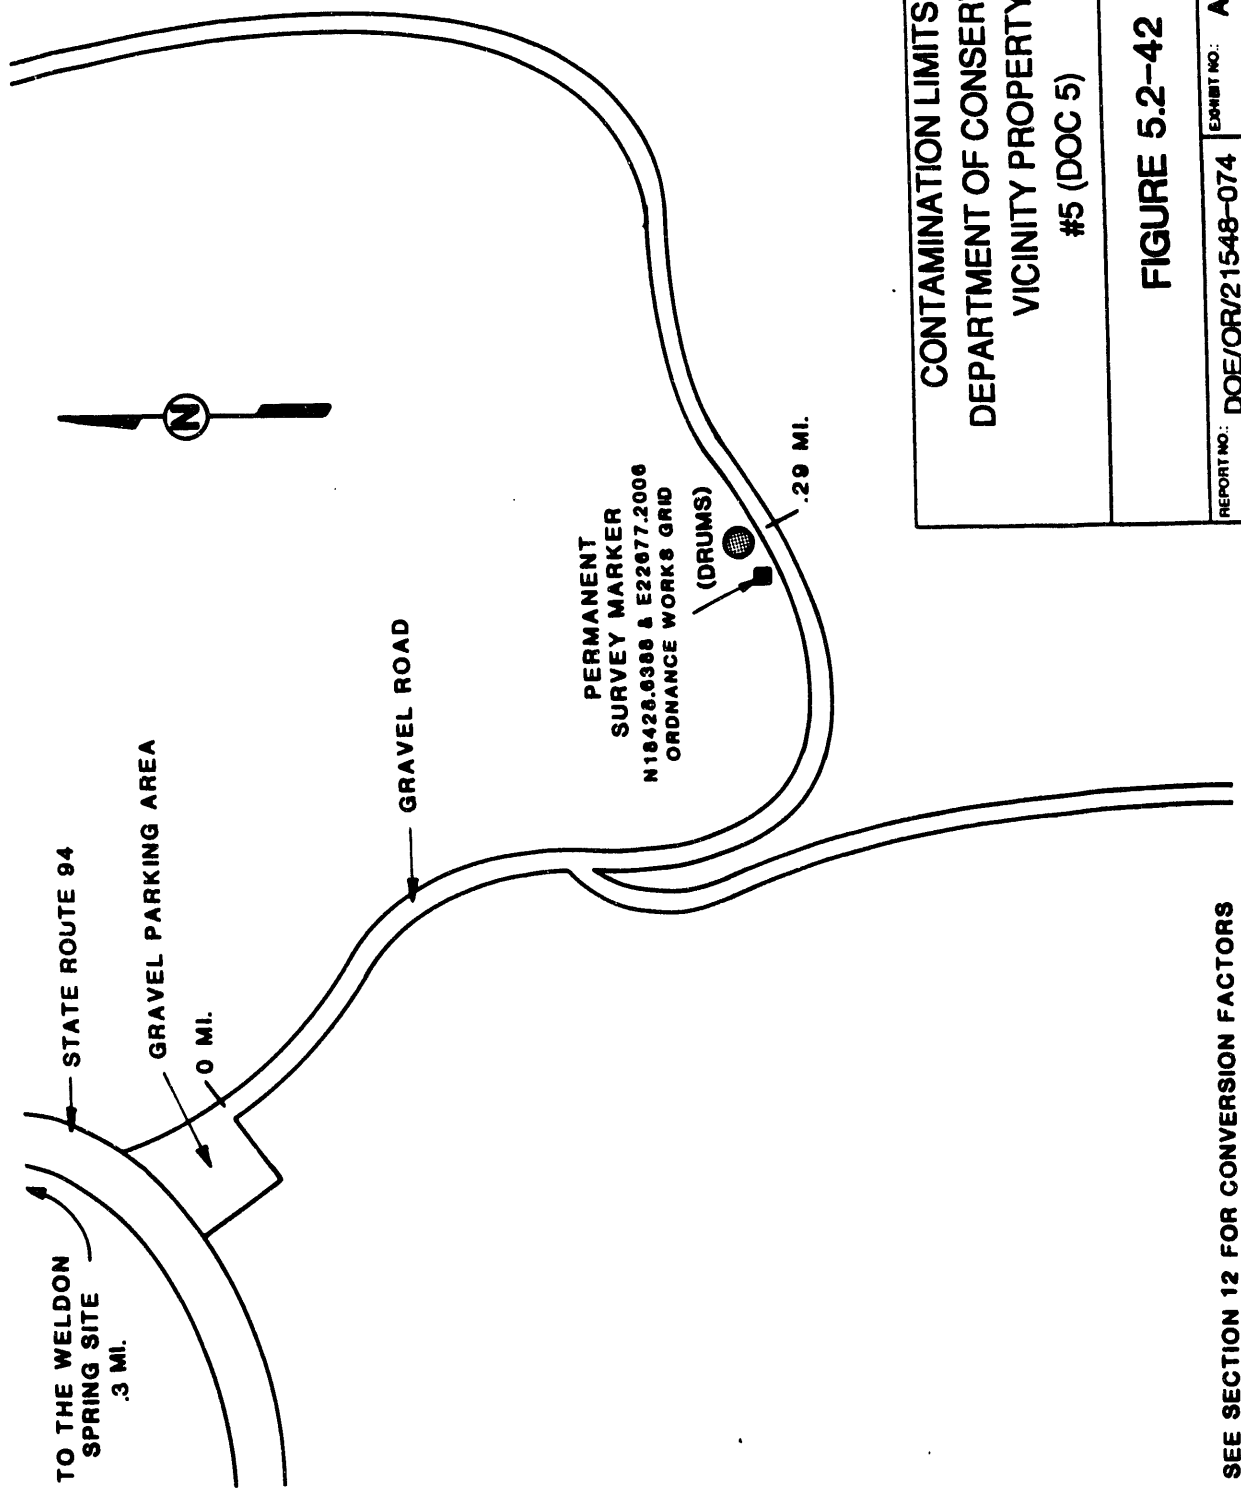 TO THE WELDON
SPRING SITE
.3 MI.
STATE ROUTE 94
GRAVEL PARKING AREA
0 MI.
GRAVEL ROAD
N
PERMANENT
SURVEY MARKER
N18428.6388 & E22677.2006
ORDNANCE WORKS GRID
(DRUMS)
.29 MI.
SEE SECTION 12 FOR CONVERSION FACTORS
CONTAMINATION LIMITS
DEPARTMENT OF CONSER
VICINITY PROPERTY
#5 (DOC 5)
FIGURE 5.2-42
REPORT NO.: DOE/OR/21548-074
EXHIBIT NO.: A